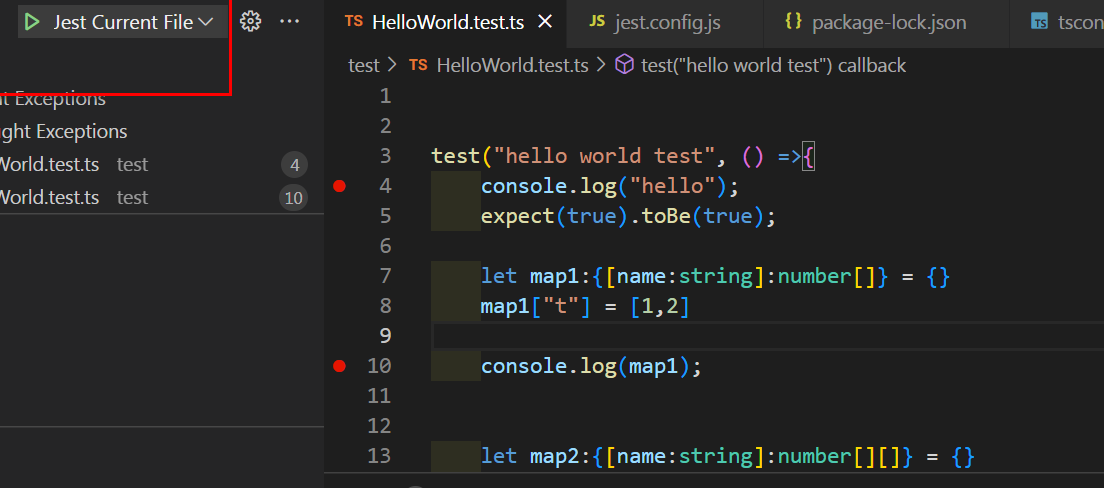 Jest Current File
TS HelloWorld.test.ts
JS jest.config.js
{} package-lock.json
TS tscon
test > TS HelloWorld.test.ts > test("hello world test") callback
t Exceptions
ght Exceptions
World.test.ts test 4
World.test.ts test 10
1
2
3 test("hello world test", () =>{
4 console.log("hello");
5 expect(true).toBe(true);
6
7 let map1:{[name:string]:number[]} = {}
8 map1["t"] = [1,2]
9
10 console.log(map1);
11
12
13 let map2:{[name:string]:number[][]} = {}